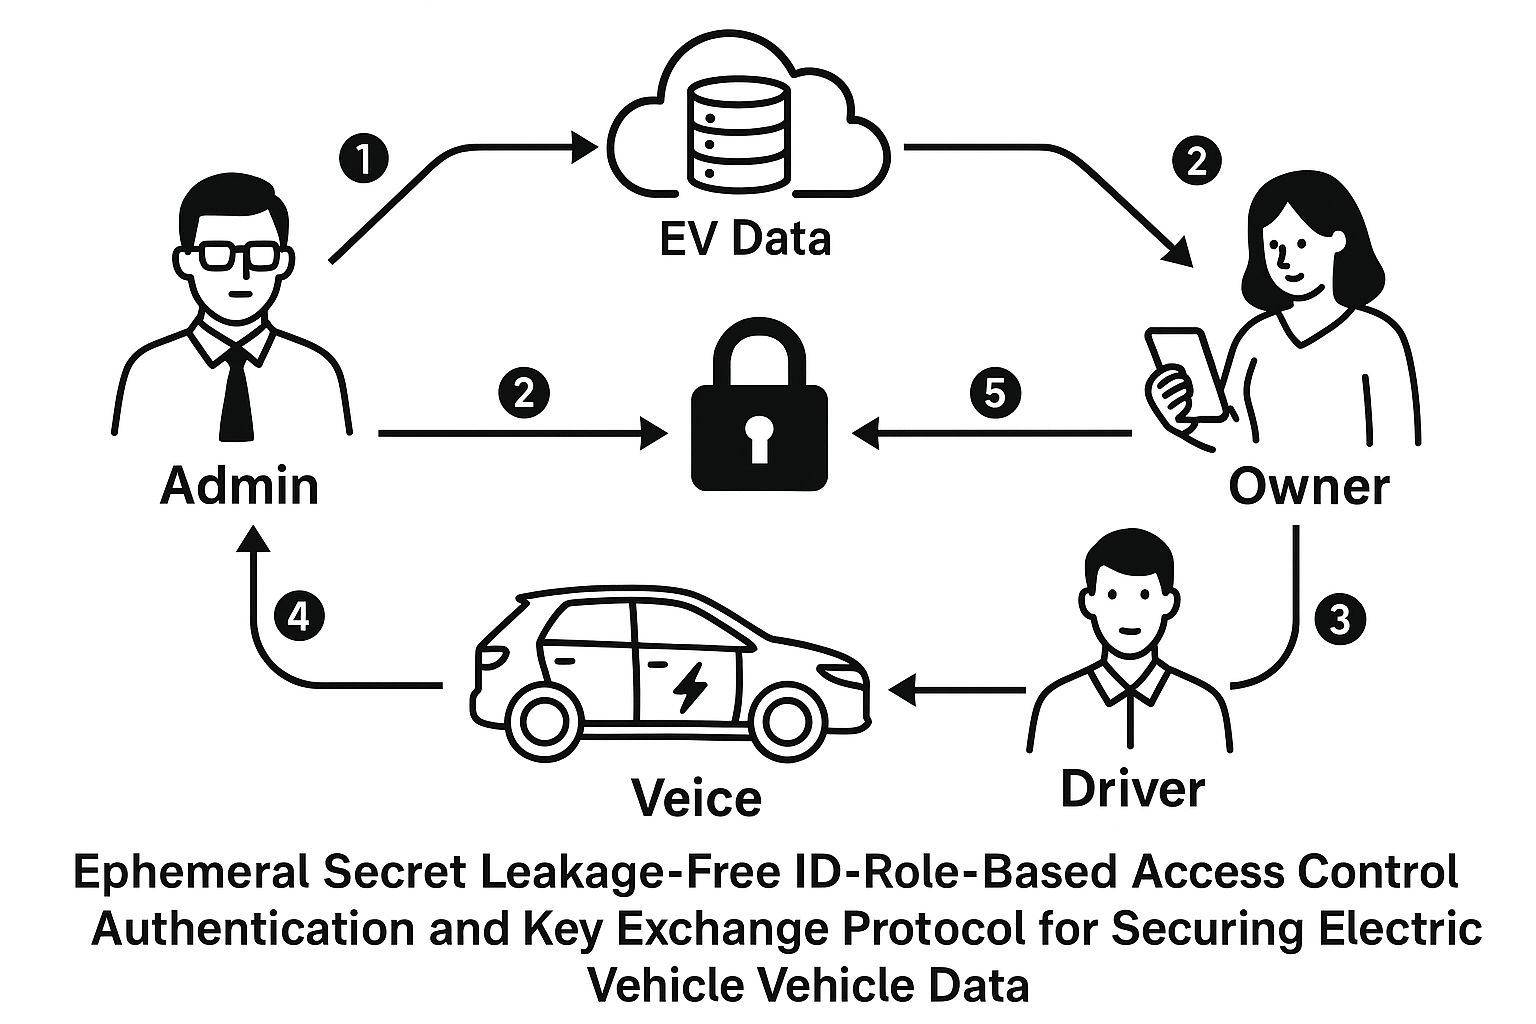 1
2
EV Data
2
5
Admin
Owner
4
3
Veice
Driver
Ephemeral Secret Leakage-Free ID-Role-Based Access Control
Authentication and Key Exchange Protocol for Securing Electric
Vehicle Vehicle Data